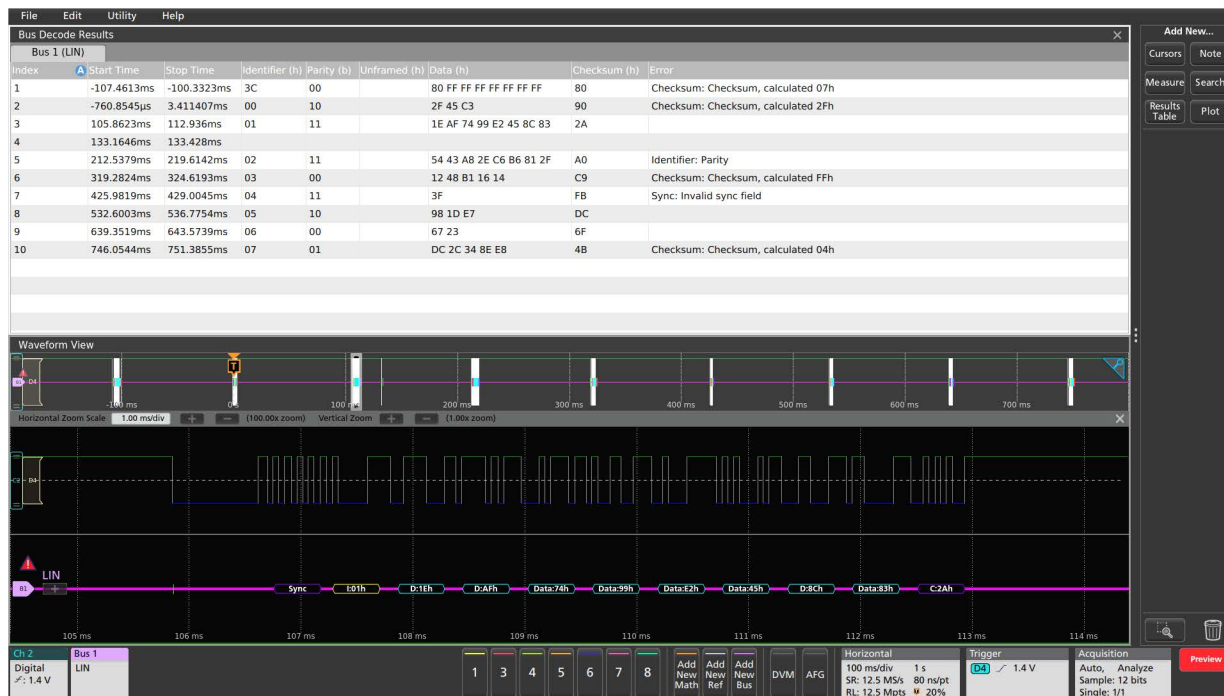 File Edit Utility Help
Bus Decode Results
Bus 1 (LIN)
Index A Start Time Stop Time Identifier (h) Parity (b) Unframed (h) Data (h) Checksum (h) Error
1 -107.4613ms -100.3323ms 3C 00 80 FF FF FF FF FF FF FF 80 Checksum: Checksum, calculated 07h
2 -760.8545µs 3.411407ms 00 10 2F 45 C3 90 Checksum: Checksum, calculated 2Fh
3 105.8623ms 112.936ms 01 11 1E AF 74 99 E2 45 8C 83 2A
4 133.1646ms 133.428ms
5 212.5379ms 219.6142ms 02 11 54 43 A8 2E C6 B6 81 2F A0 Identifier: Parity
6 319.2824ms 324.6193ms 03 00 12 48 B1 16 14 C9 Checksum: Checksum, calculated FFh
7 425.9819ms 429.0045ms 04 11 3F FB Sync: Invalid sync field
8 532.6003ms 536.7754ms 05 10 98 1D E7 DC
9 639.3519ms 643.5739ms 06 00 67 23 6F
10 746.0544ms 751.3855ms 07 01 DC 2C 34 8E E8 4B Checksum: Checksum, calculated 04h
Waveform View
T
D4
-100 ms 0 s 100 ms 200 ms 300 ms 400 ms 500 ms 600 ms 700 ms
Horizontal Zoom Scale 1.00 ms/div + − (100.00x zoom) Vertical Zoom + − (1.00x zoom)
C2 D4
LIN
B1 + Sync I:01h D:1Eh D:AFh Data:74h Data:99h Data:E2h Data:45h D:8Ch Data:83h C:2Ah
105 ms 106 ms 107 ms 108 ms 109 ms 110 ms 111 ms 112 ms 113 ms 114 ms
Ch 2
Digital
: 1.4 V
Bus 1
LIN
1 3 4 5 6 7 8
Add New Math
Add New Ref
Add New Bus
DVM AFG
Horizontal
100 ms/div 1 s
SR: 12.5 MS/s 80 ns/pt
RL: 12.5 Mpts 20%
Trigger
D4 1.4 V
Acquisition
Auto, Analyze
Sample: 12 bits
Single: 1/1
Preview
Add New...
Cursors Note
Measure Search
Results Table Plot